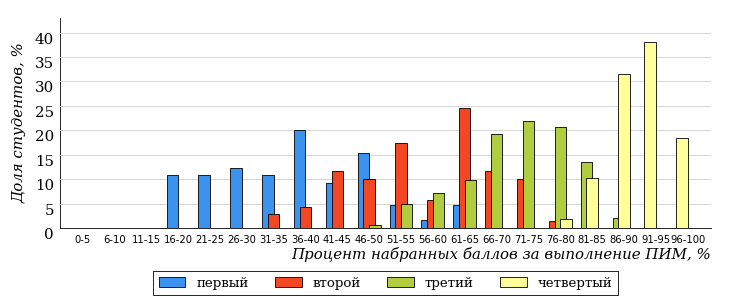 Доля студентов, %
40
35
30
25
20
15
10
5
0
0-5 6-10 11-15 16-20 21-25 26-30 31-35 36-40 41-45 46-50 51-55 56-60 61-65 66-70 71-75 76-80 81-85 86-90 91-95 96-100
Процент набранных баллов за выполнение ПИМ, %
первый второй третий четвертый